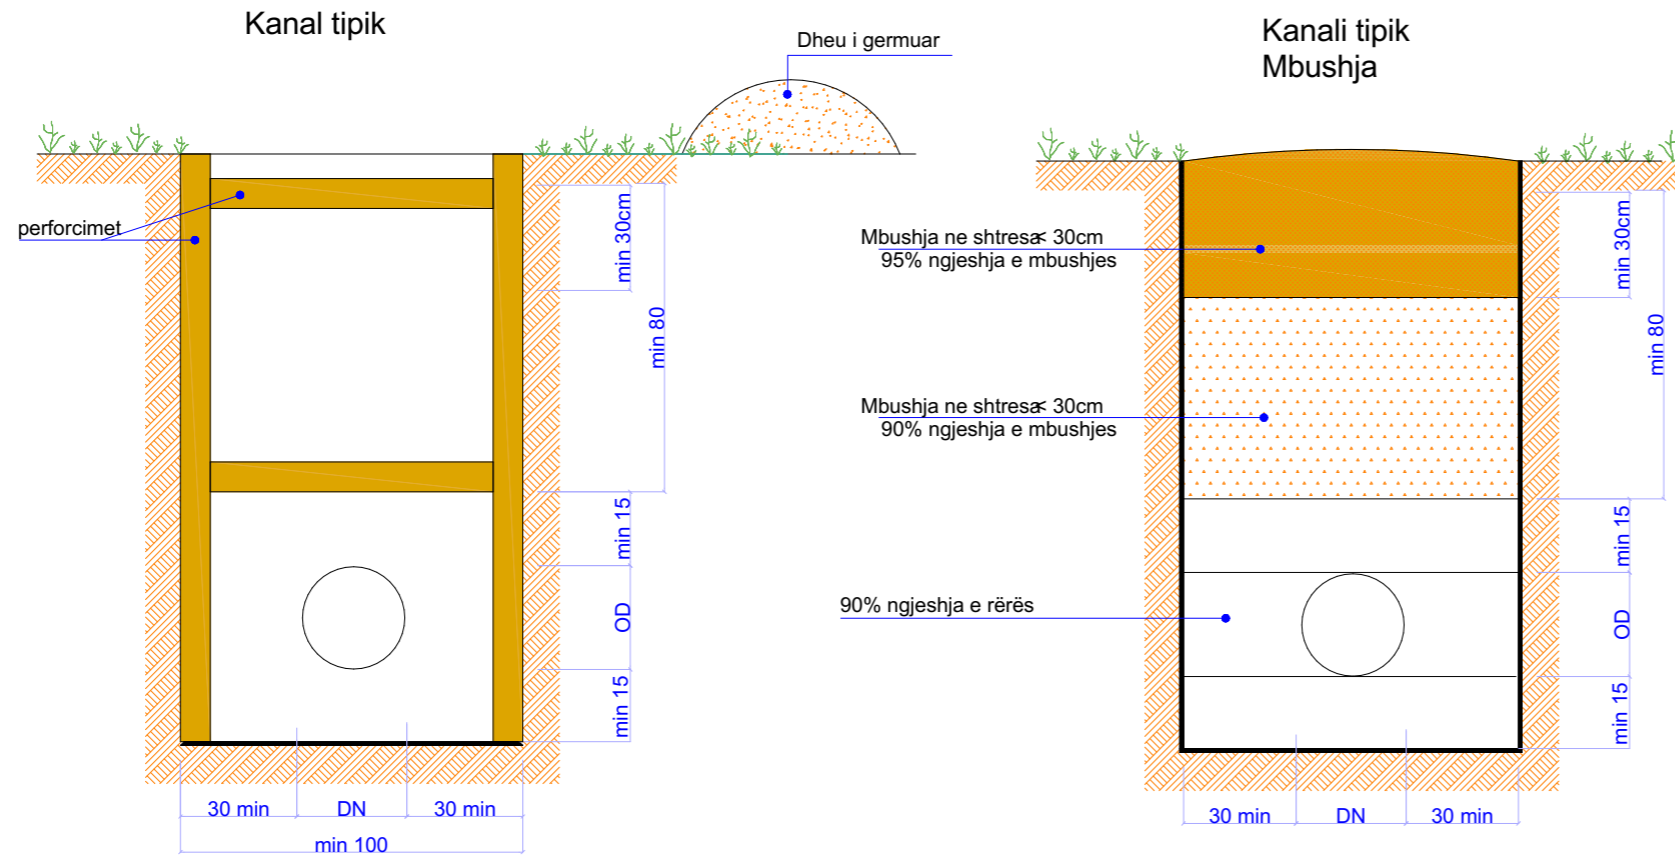 Kanal tipik
Dheu i germuar
perforcimet
min 30cm
min 80
min 15
OD
min 15
30 min
DN
30 min
min 100
Kanali tipik
Mbushja
Mbushja ne shtresa< 30cm
95% ngjeshja e mbushjes
Mbushja ne shtresa< 30cm
90% ngjeshja e mbushjes
90% ngjeshja e rërës
min 30cm
min 80
min 15
OD
min 15
30 min
DN
30 min